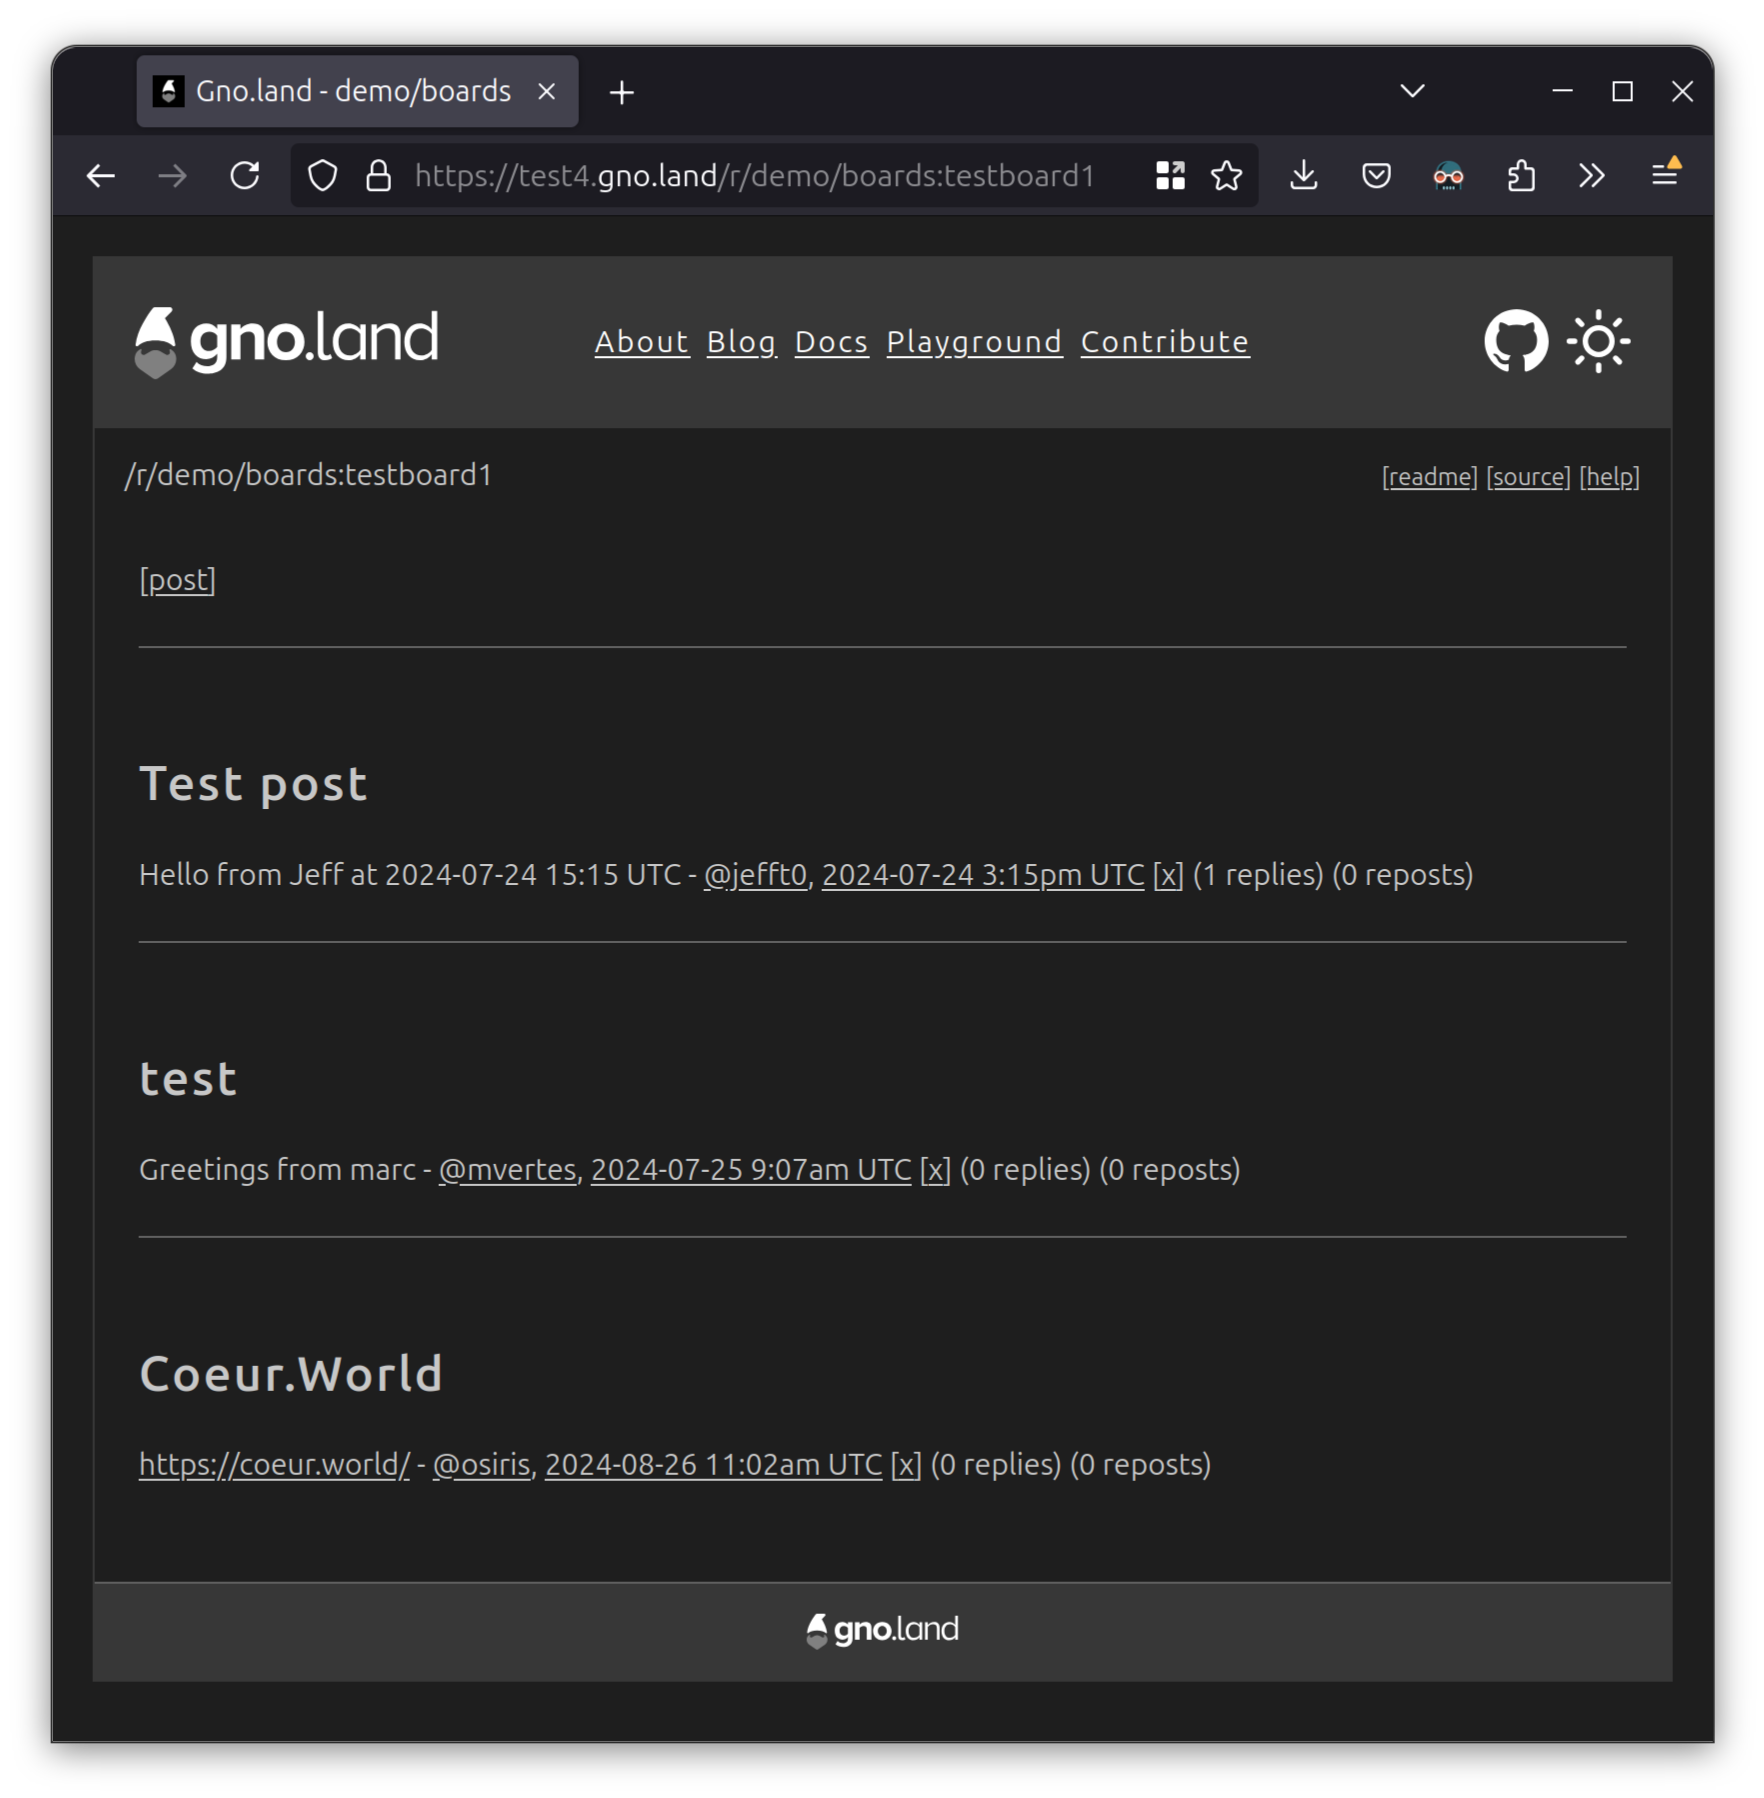 Gno.land - demo/boards
https://test4.gno.land/r/demo/boards:testboard1
gno.land About Blog Docs Playground Contribute
/r/demo/boards:testboard1 [readme] [source] [help]
[post]
Test post
Hello from Jeff at 2024-07-24 15:15 UTC - @jefft0, 2024-07-24 3:15pm UTC [x] (1 replies) (0 reposts)
test
Greetings from marc - @mvertes, 2024-07-25 9:07am UTC [x] (0 replies) (0 reposts)
Coeur.World
https://coeur.world/ - @osiris, 2024-08-26 11:02am UTC [x] (0 replies) (0 reposts)
gno.land